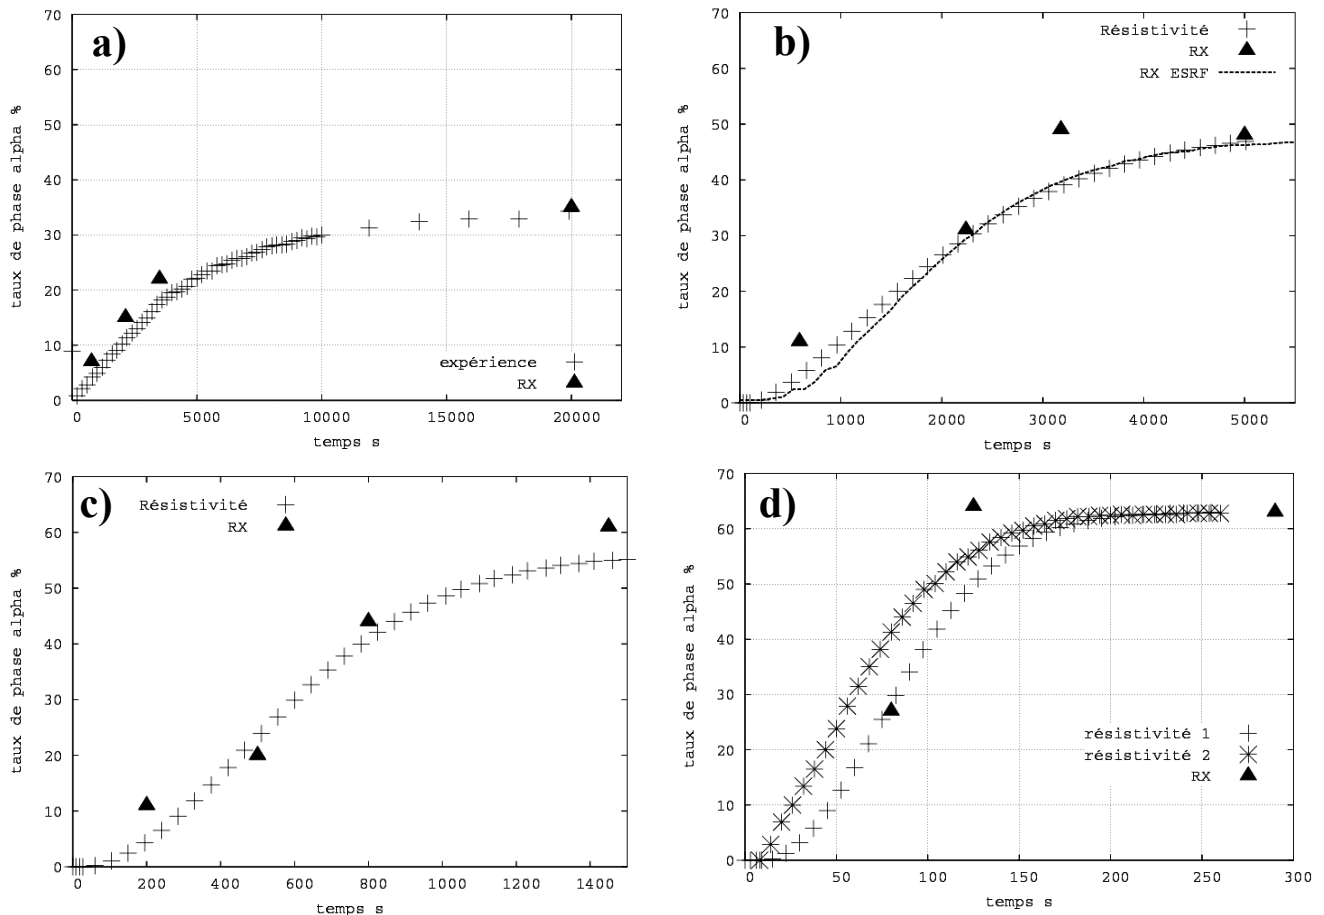 a)
70
60
50
40
30
20
10
0
taux de phase alpha %
expérience
RX
0
5000
10000
15000
20000
temps s
b)
70
60
50
40
30
20
10
0
taux de phase alpha %
Résistivité
RX
RX ESRF
0
1000
2000
3000
4000
5000
temps s
c)
70
60
50
40
30
20
10
0
taux de phase alpha %
Résistivité
RX
0
200
400
600
800
1000
1200
1400
temps s
d)
70
60
50
40
30
20
10
0
taux de phase alpha %
résistivité 1
résistivité 2
RX
0
50
100
150
200
250
300
temps s